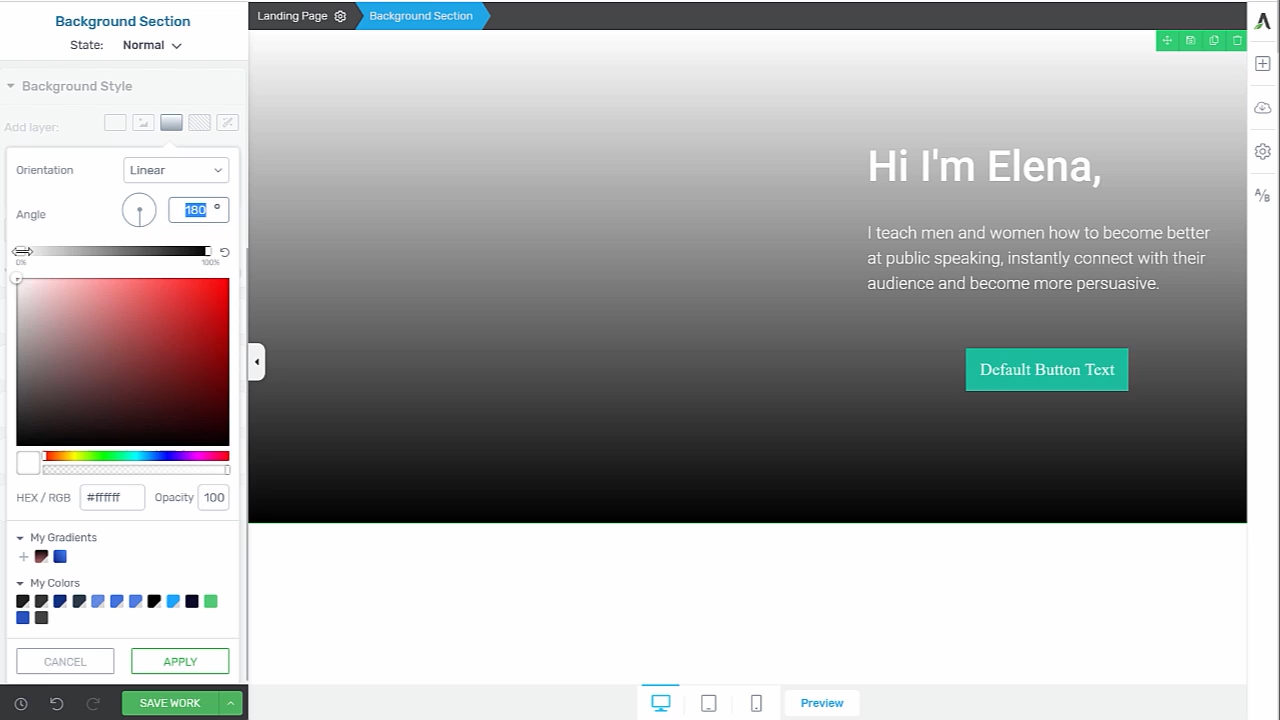 Background Section
State: Normal
Background Style
Add layer:
Orientation Linear
Angle 180 °
0% 100%
HEX / RGB #ffffff Opacity 100
My Gradients
My Colors
CANCEL APPLY
SAVE WORK
Landing Page Background Section
Hi I'm Elena,
I teach men and women how to become better
at public speaking, instantly connect with their
audience and become more persuasive.
Default Button Text
Preview
A/B